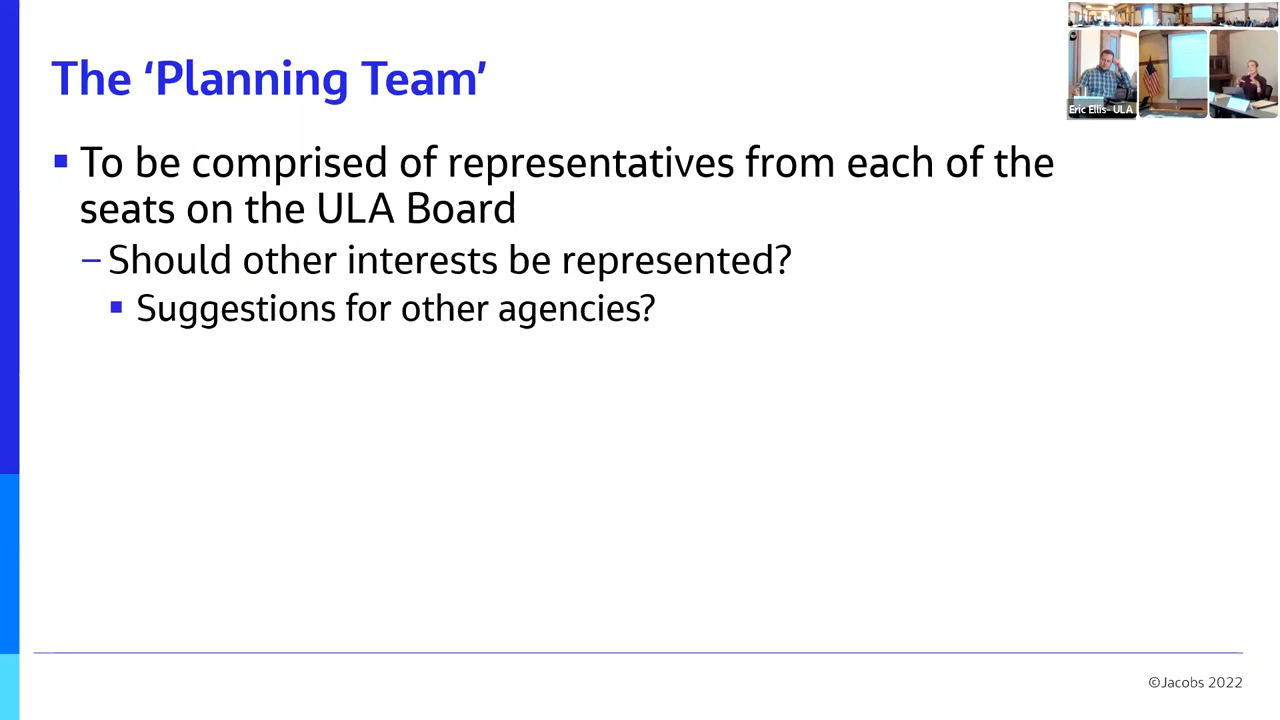 The ‘Planning Team’
To be comprised of representatives from each of the
seats on the ULA Board
– Should other interests be represented?
Suggestions for other agencies?
Eric Ellis- ULA
©Jacobs 2022